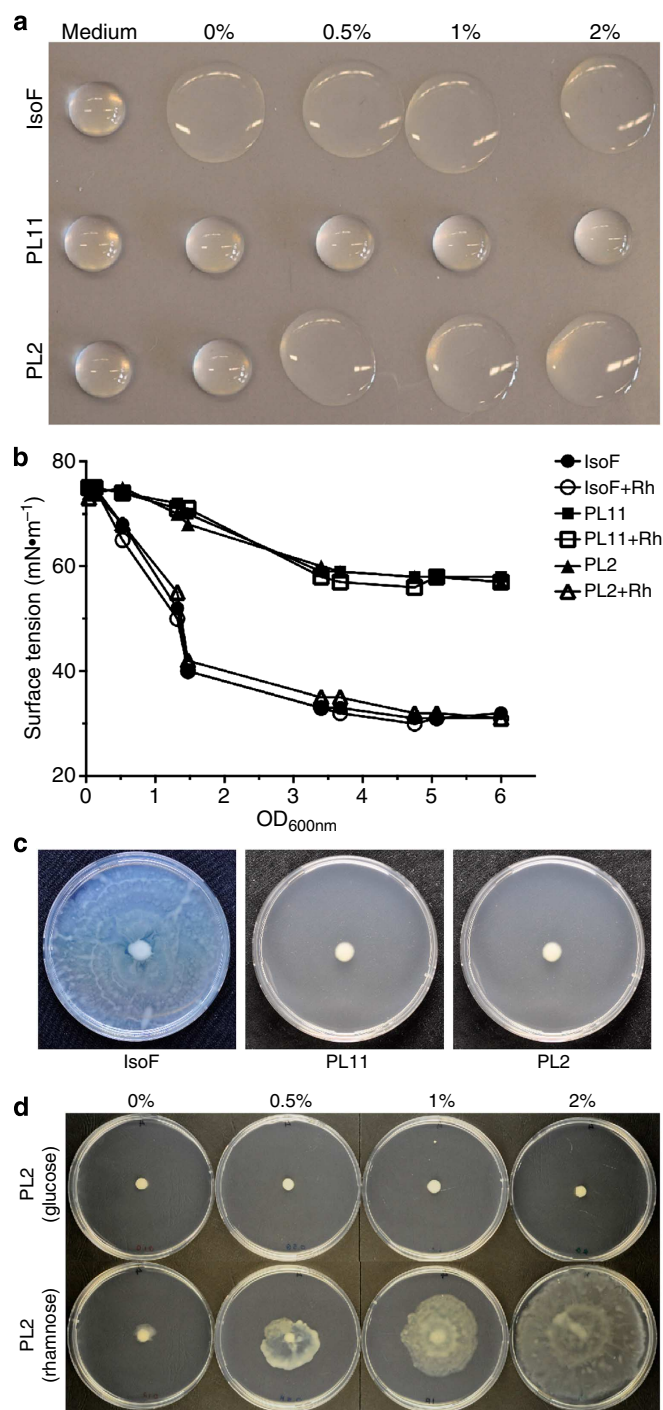 a
Medium 0% 0.5% 1% 2%
IsoF
PL11
PL2
b
80
60
40
20
0 1 2 3 4 5 6
Surface tension (mN•m⁻¹)
OD600nm
IsoF
IsoF+Rh
PL11
PL11+Rh
PL2
PL2+Rh
c
IsoF PL11 PL2
d
0% 0.5% 1% 2%
PL2
(glucose)
PL2
(rhamnose)